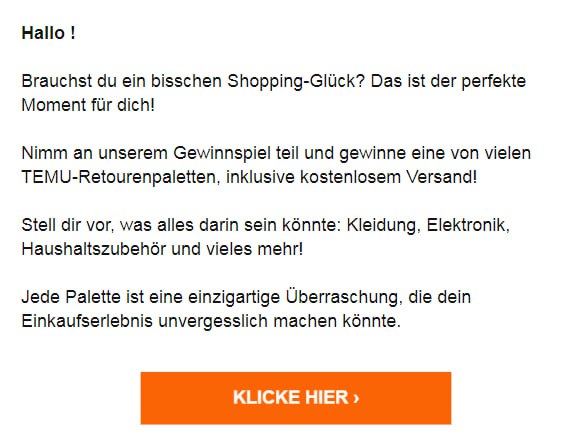 Hallo !
Brauchst du ein bisschen Shopping-Glück? Das ist der perfekte
Moment für dich!
Nimm an unserem Gewinnspiel teil und gewinne eine von vielen
TEMU-Retourenpaletten, inklusive kostenlosem Versand!
Stell dir vor, was alles darin sein könnte: Kleidung, Elektronik,
Haushaltszubehör und vieles mehr!
Jede Palette ist eine einzigartige Überraschung, die dein
Einkaufserlebnis unvergesslich machen könnte.
KLICKE HIER ›